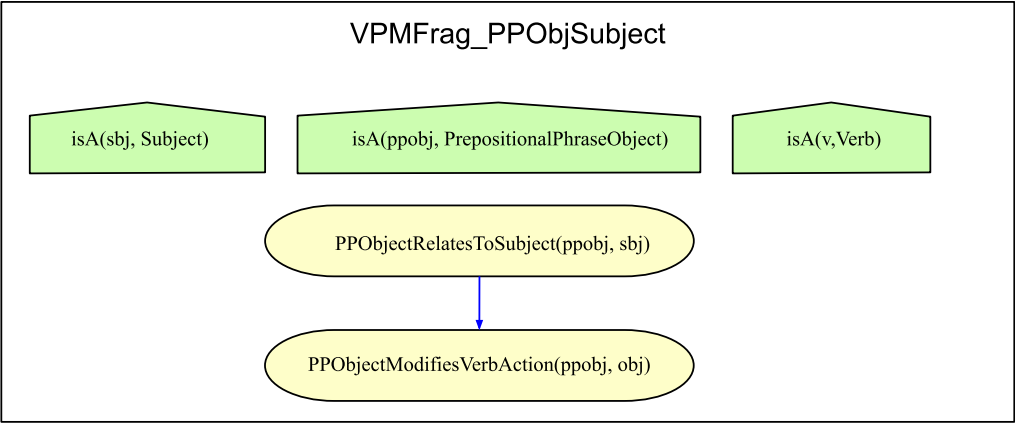 VPMFrag_PPObjSubject
isA(sbj, Subject)
isA(ppobj, PrepositionalPhraseObject)
isA(v,Verb)
PPObjectRelatesToSubject(ppobj, sbj)
PPObjectModifiesVerbAction(ppobj, obj)